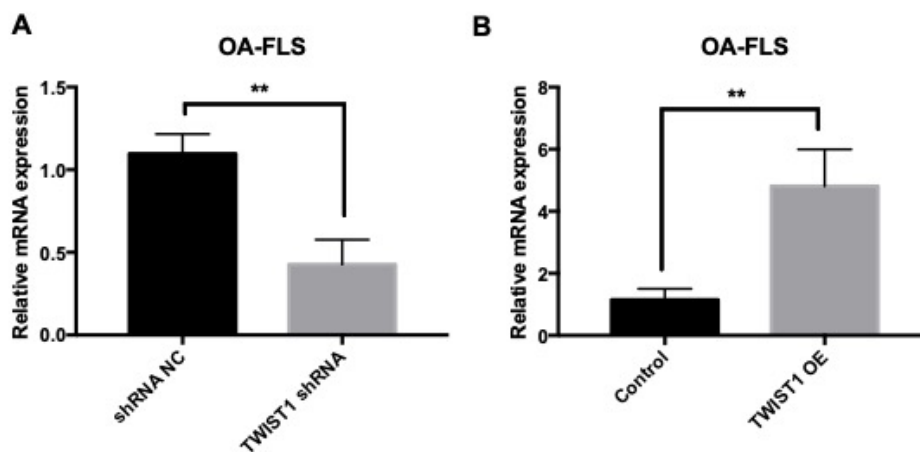 A
OA-FLS
Relative mRNA expression
1.5
1.0
0.5
0.0
**
shRNA NC
TWIST1 shRNA
B
OA-FLS
Relative mRNA expression
8
6
4
2
0
**
Control
TWIST1 OE